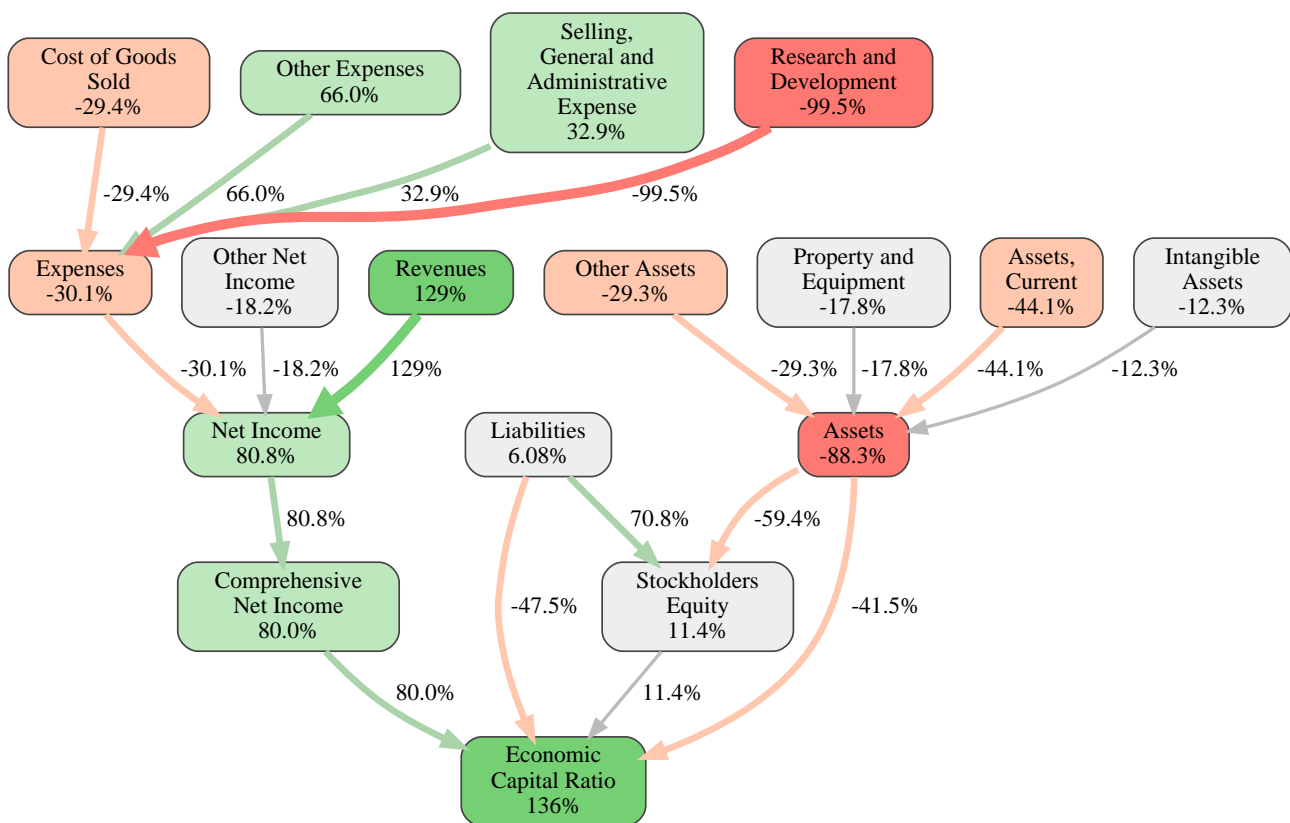 Cost of Goods
Sold
-29.4%
Other Expenses
66.0%
Selling,
General and
Administrative
Expense
32.9%
Research and
Development
-99.5%
-29.4%
66.0%
32.9%
-99.5%
Expenses
-30.1%
Other Net
Income
-18.2%
Revenues
129%
Other Assets
-29.3%
Property and
Equipment
-17.8%
Assets,
Current
-44.1%
Intangible
Assets
-12.3%
-30.1%
-18.2%
129%
-29.3%
-17.8%
-44.1%
-12.3%
Net Income
80.8%
Liabilities
6.08%
Assets
-88.3%
80.8%
70.8%
-59.4%
Comprehensive
Net Income
80.0%
-47.5%
Stockholders
Equity
11.4%
-41.5%
80.0%
11.4%
Economic
Capital Ratio
136%